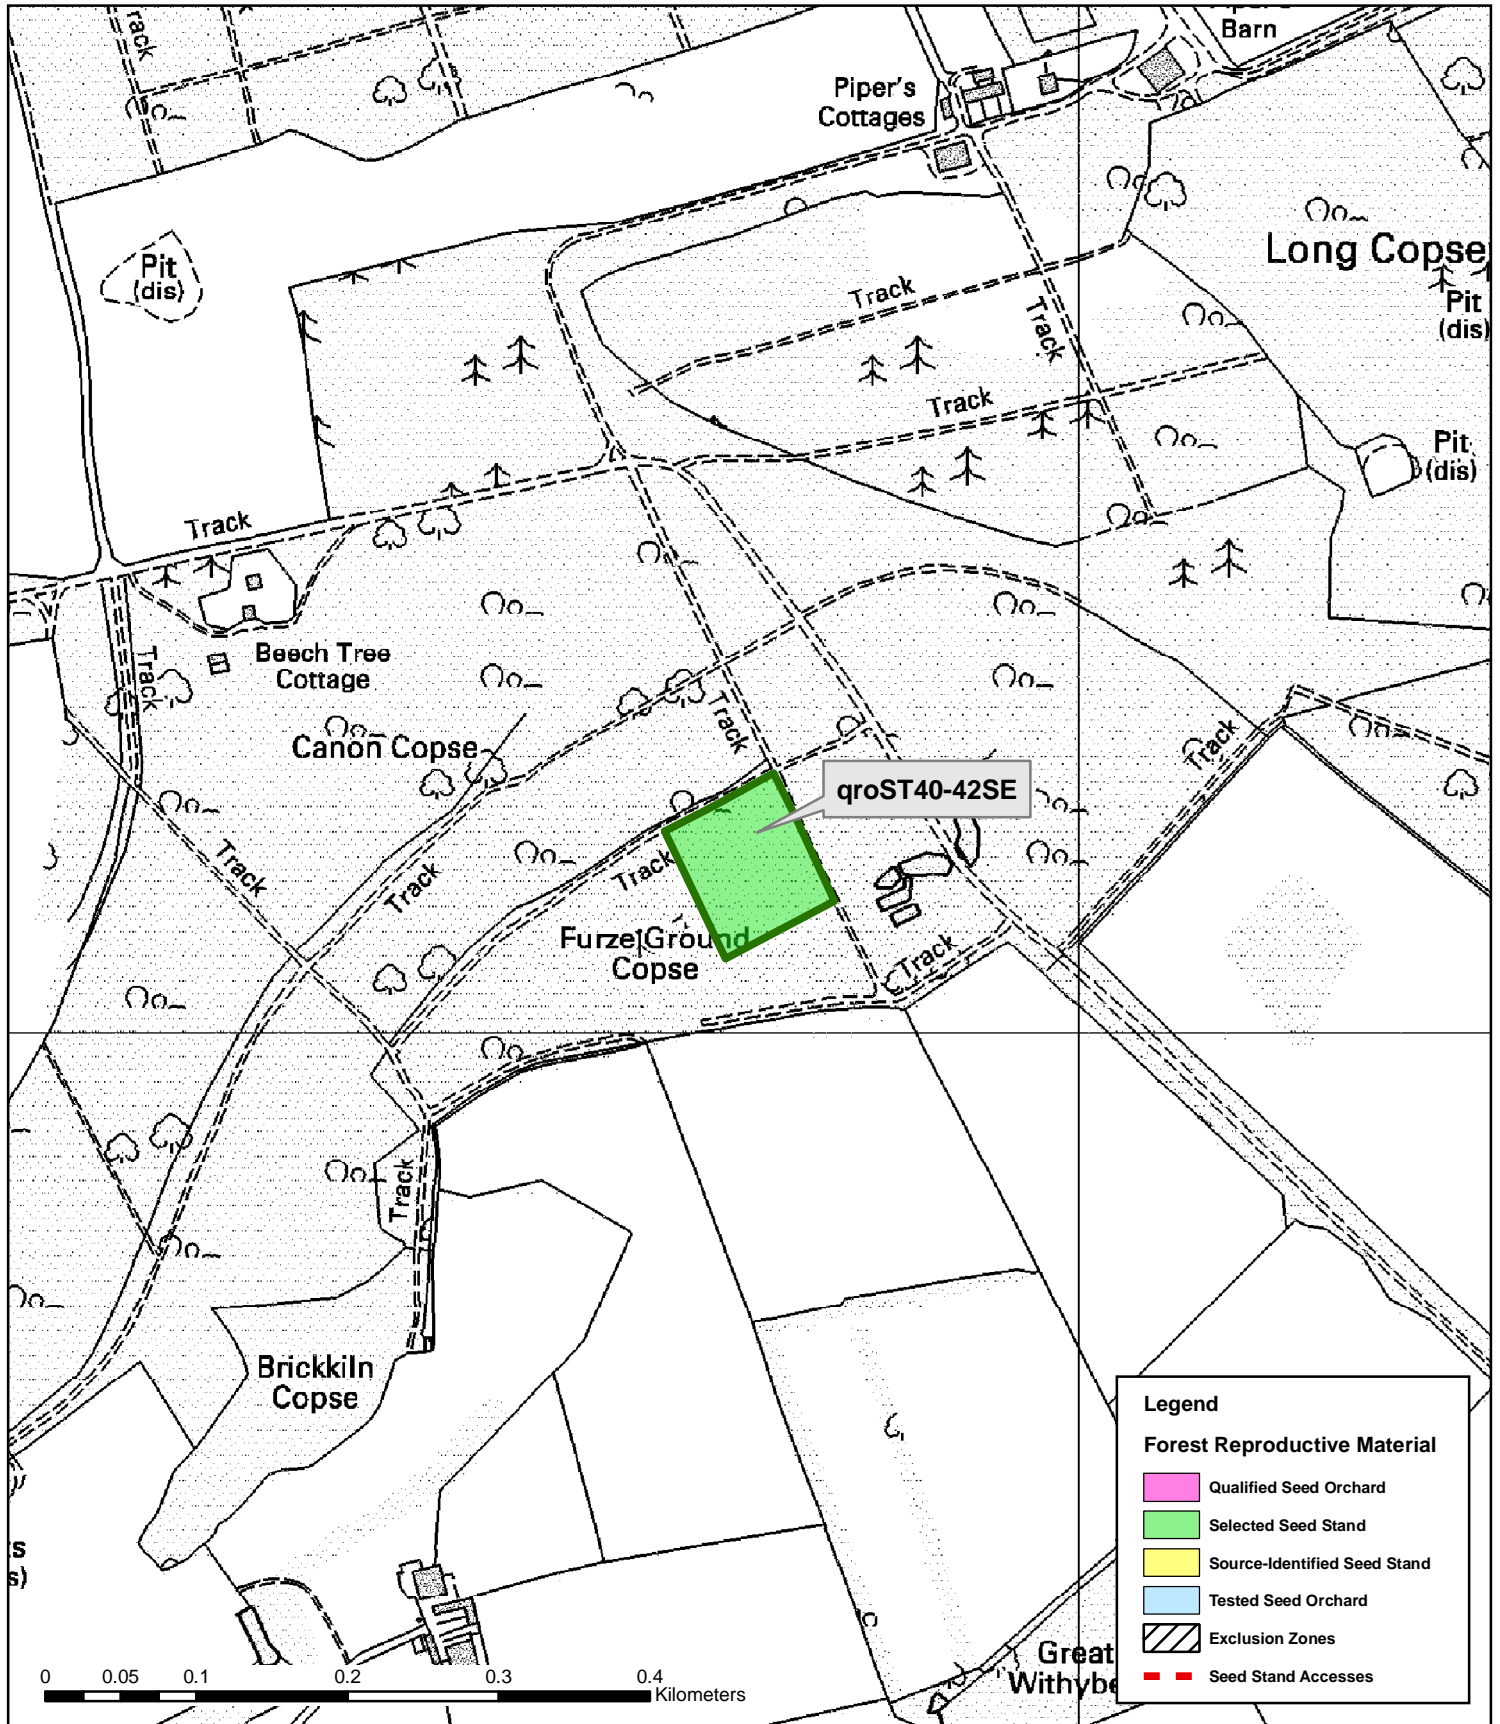 Barn
Piper's
Cottages
Long Copse
Pit
(dis)
Pit
(dis)
Track
Track
Track
Pit
(dis)
Track
Track
Beech Tree
Cottage
Track
Track
Canon Copse
Track
qroST40-42SE
Track
Track
Track
Furze Ground
Copse
Track
Track
Brickkiln
Copse
Great
Legend
Forest Reproductive Material
Qualified Seed Orchard
Selected Seed Stand
Source-Identified Seed Stand
Tested Seed Orchard
Exclusion Zones
Seed Stand Accesses
0 0.05 0.1 0.2 0.3 0.4
Kilometers